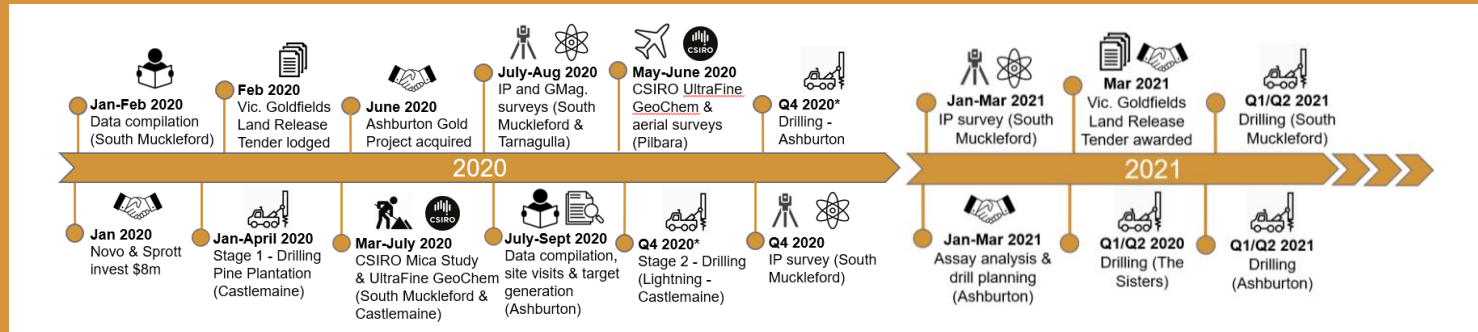 Jan-Feb 2020
Data compilation
(South Muckleford)
Feb 2020
Vic. Goldfields
Land Release
Tender lodged
June 2020
Ashburton Gold
Project acquired
July-Aug 2020
IP and GMag.
surveys (South
Muckleford &
Tarnagulla)
CSIRO
May-June 2020
CSIRO UltraFine
GeoChem &
aerial surveys
(Pilbara)
Q4 2020*
Drilling -
Ashburton
Jan-Mar 2021
IP survey (South
Muckleford)
Mar 2021
Vic. Goldfields
Land Release
Tender awarded
Q1/Q2 2021
Drilling (South
Muckleford)
2020
2021
Jan 2020
Novo & Sprott
invest $8m
Jan-April 2020
Stage 1 - Drilling
Pine Plantation
(Castlemaine)
CSIRO
Mar-July 2020
CSIRO Mica Study
& UltraFine GeoChem
(South Muckleford &
Castlemaine)
July-Sept 2020
Data compilation,
site visits & target
generation
(Ashburton)
Q4 2020*
Stage 2 - Drilling
(Lightning -
Castlemaine)
Q4 2020
IP survey (South
Muckleford)
Jan-Mar 2021
Assay analysis &
drill planning
(Ashburton)
Q1/Q2 2020
Drilling (The
Sisters)
Q1/Q2 2021
Drilling
(Ashburton)